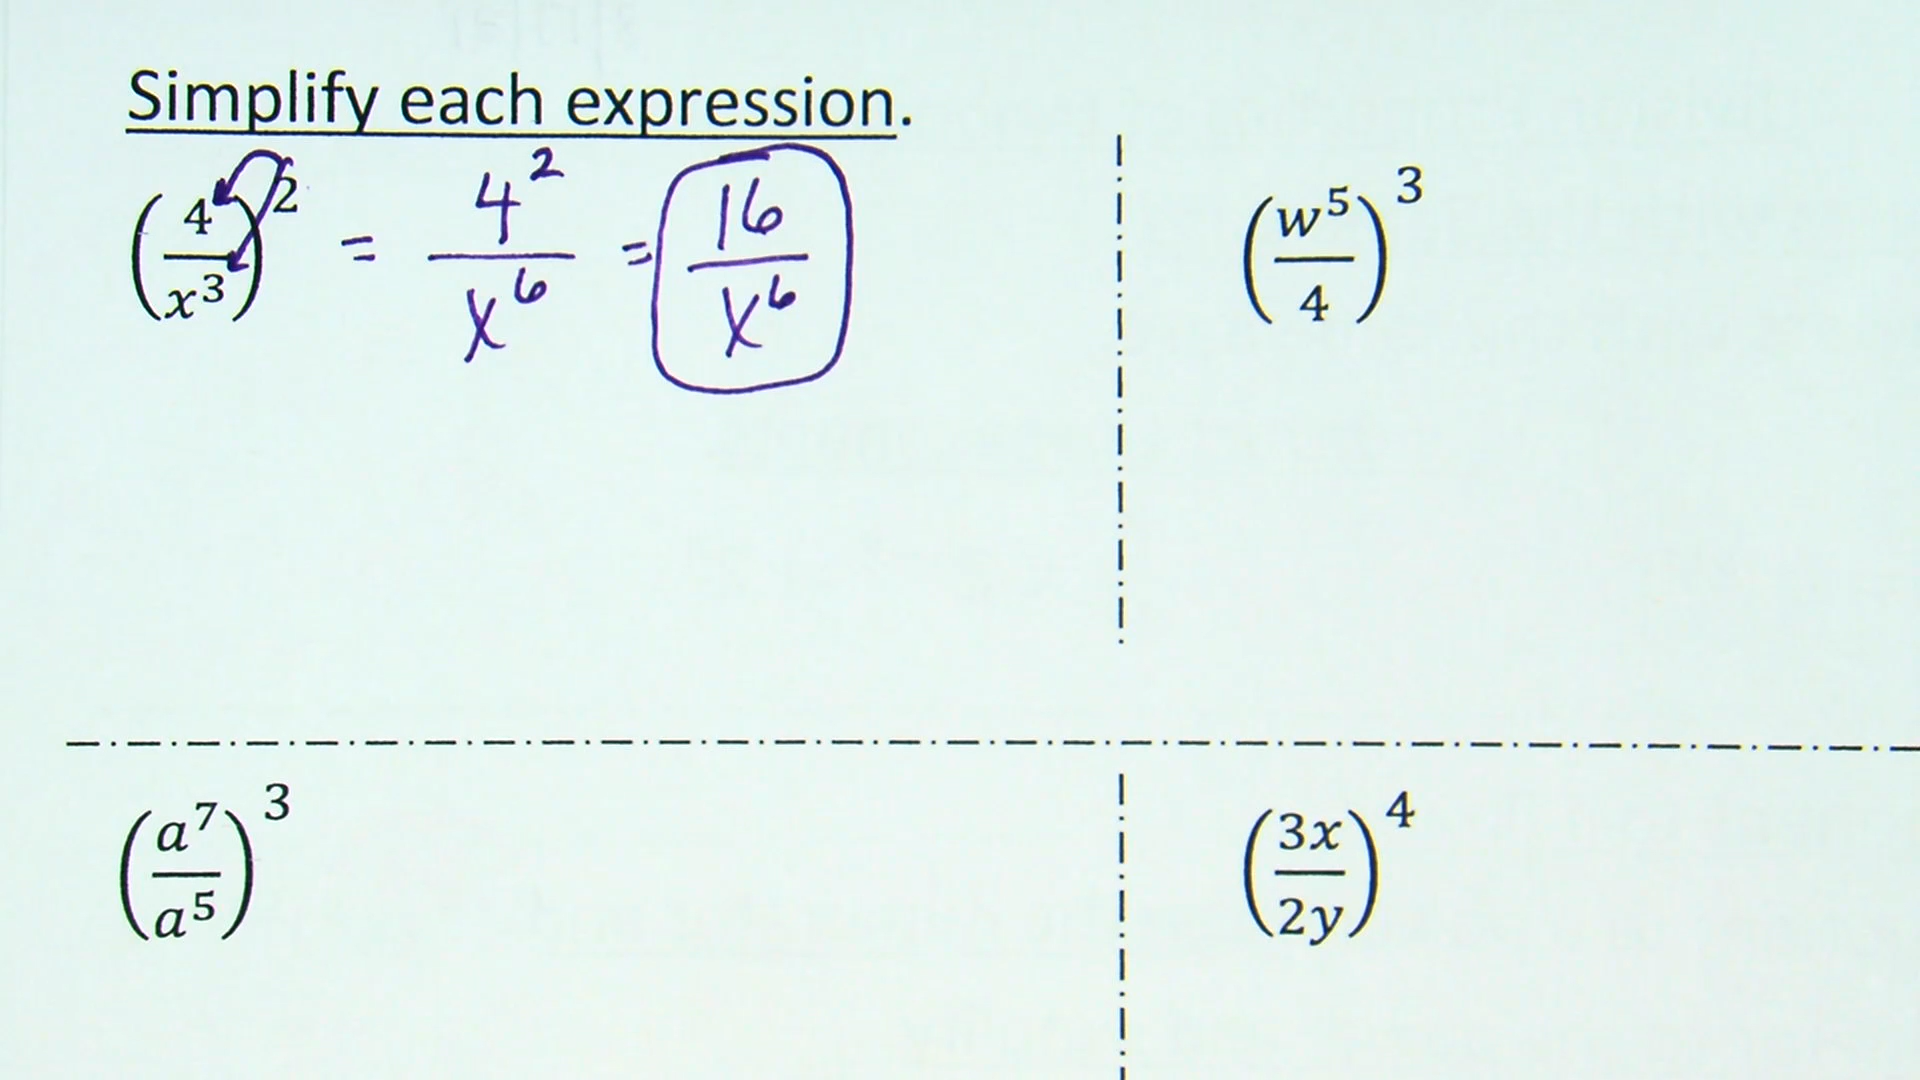 Simplify each expression.
(4/x³)² = 4²/x⁶ = 16/x⁶
(w⁵/4)³
(a⁷/a⁵)³
(3x/2y)⁴